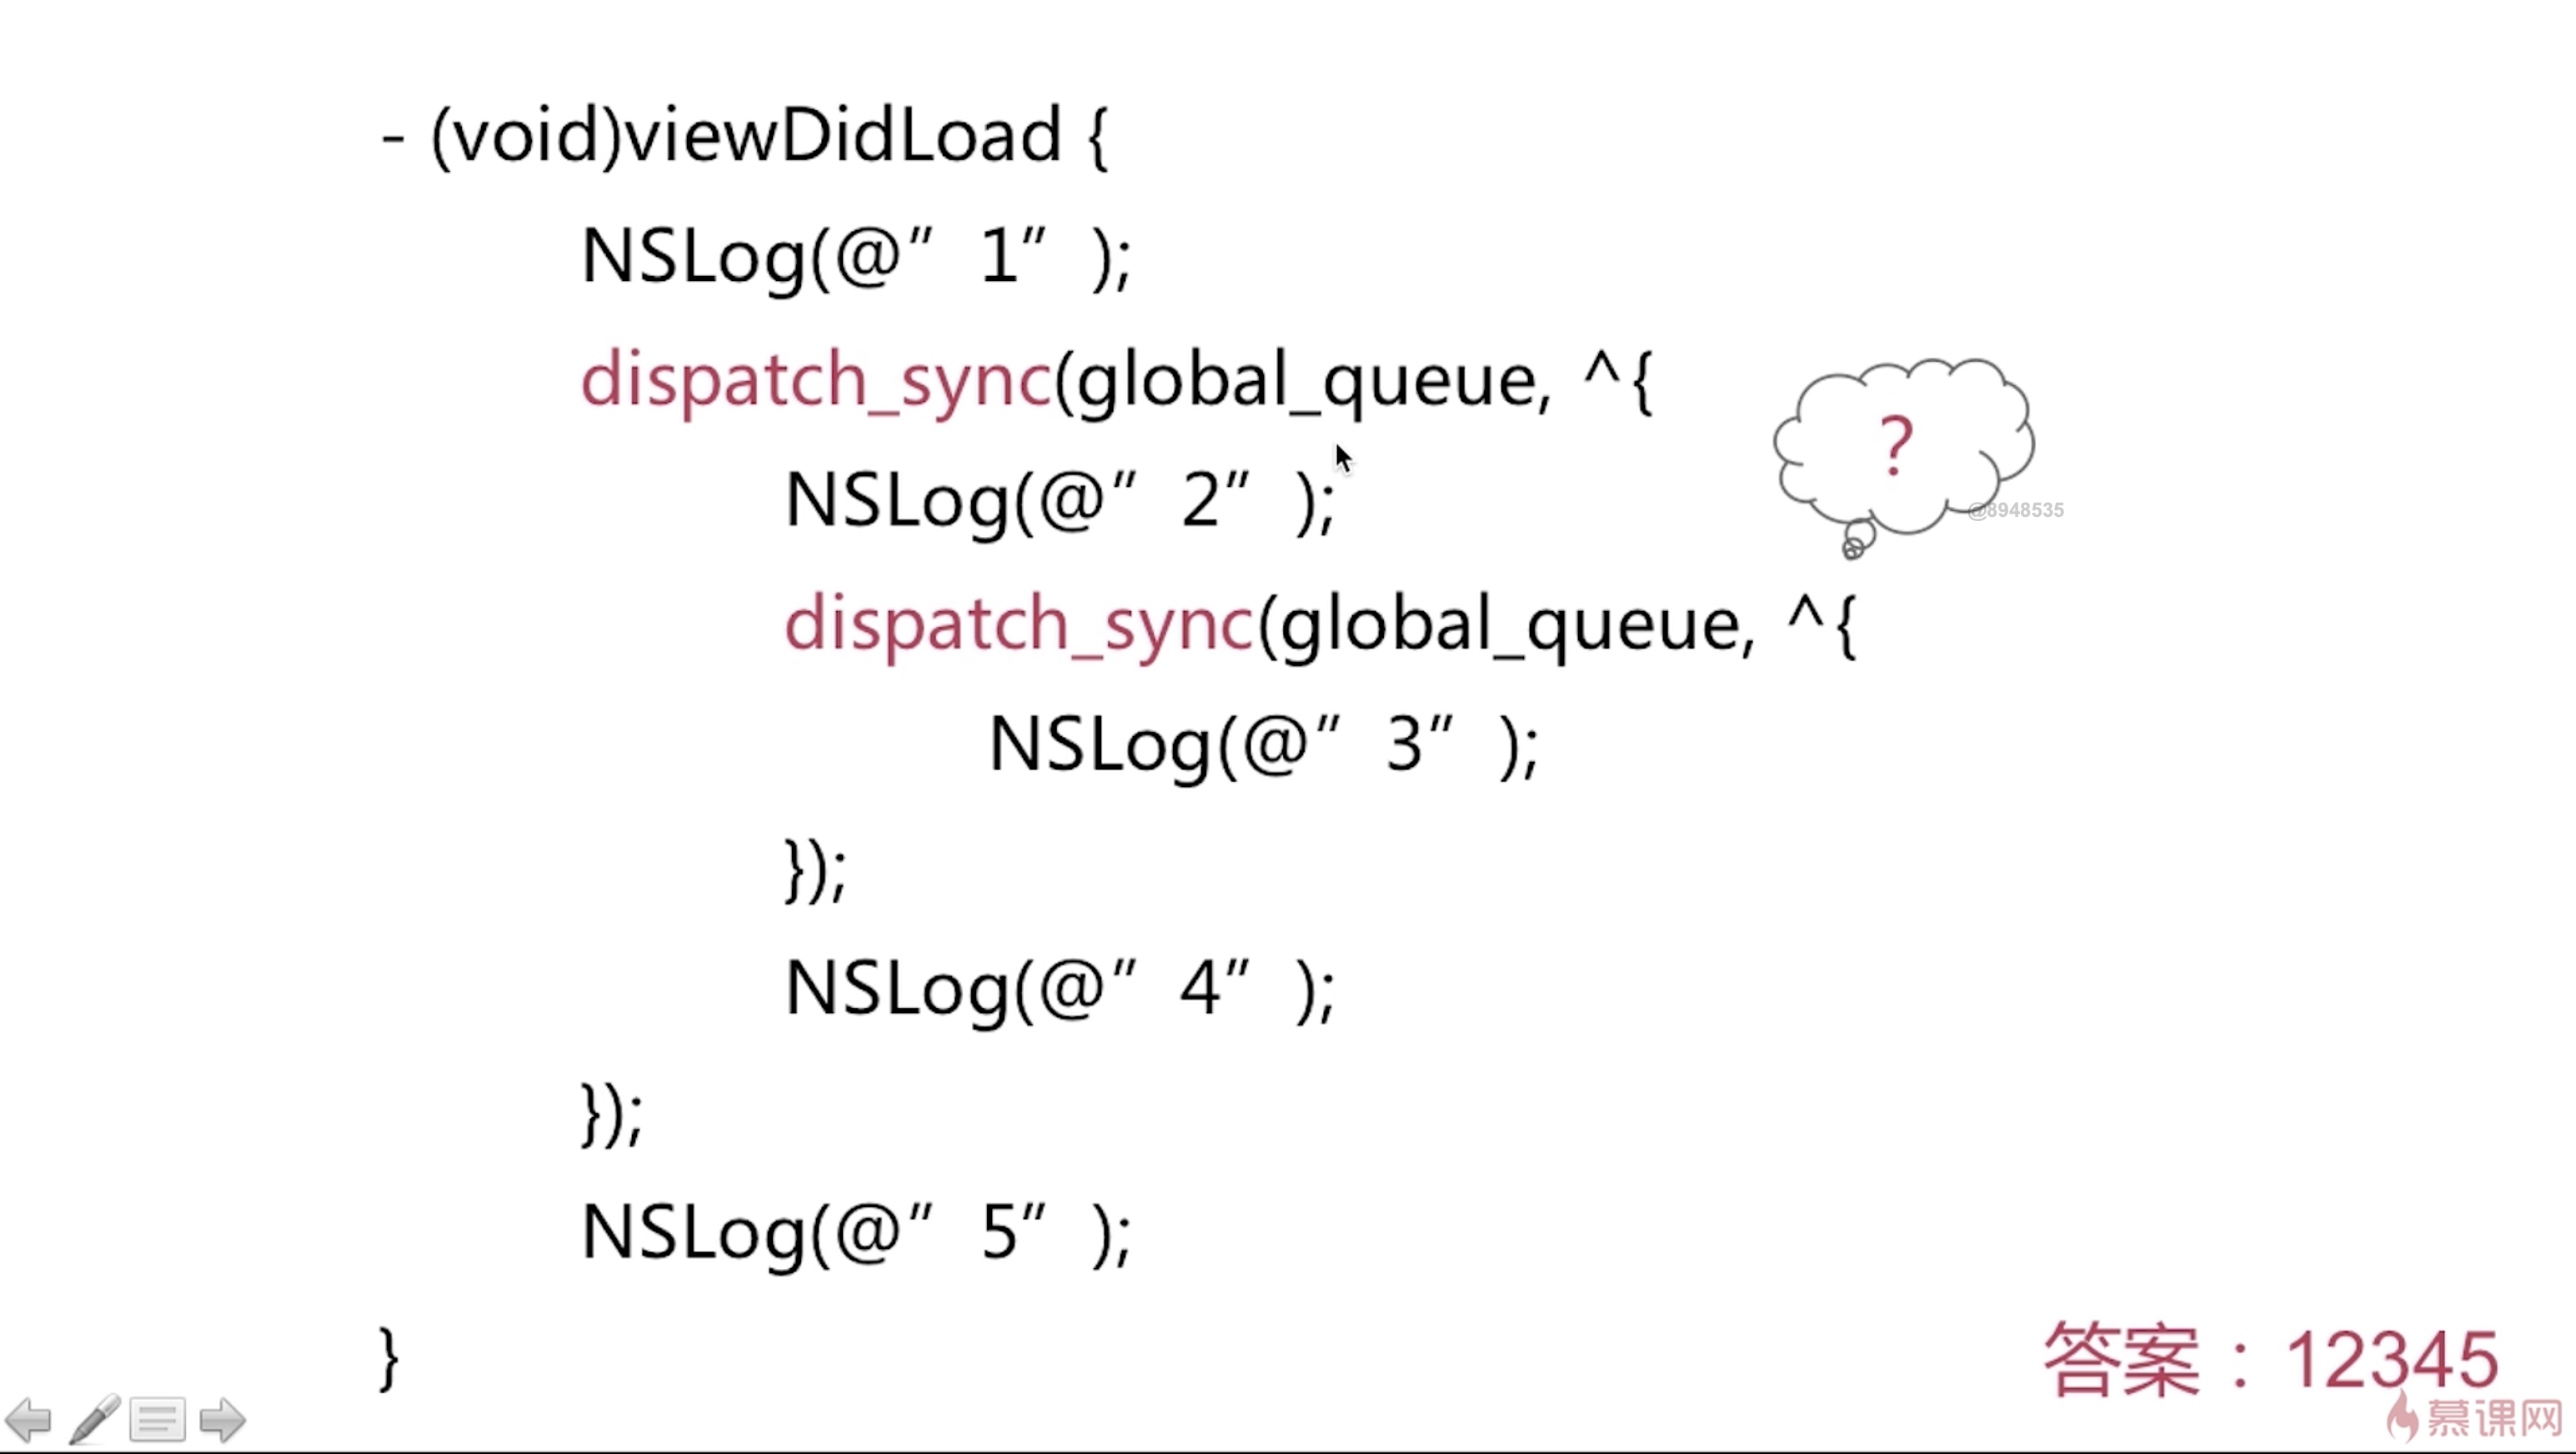 - (void)viewDidLoad {
NSLog(@” 1” );
dispatch_sync(global_queue, ^{
?
NSLog(@” 2” );
@8948535
dispatch_sync(global_queue, ^{
NSLog(@” 3” );
});
NSLog(@” 4” );
});
NSLog(@” 5” );
}
答案：12345
慕课网